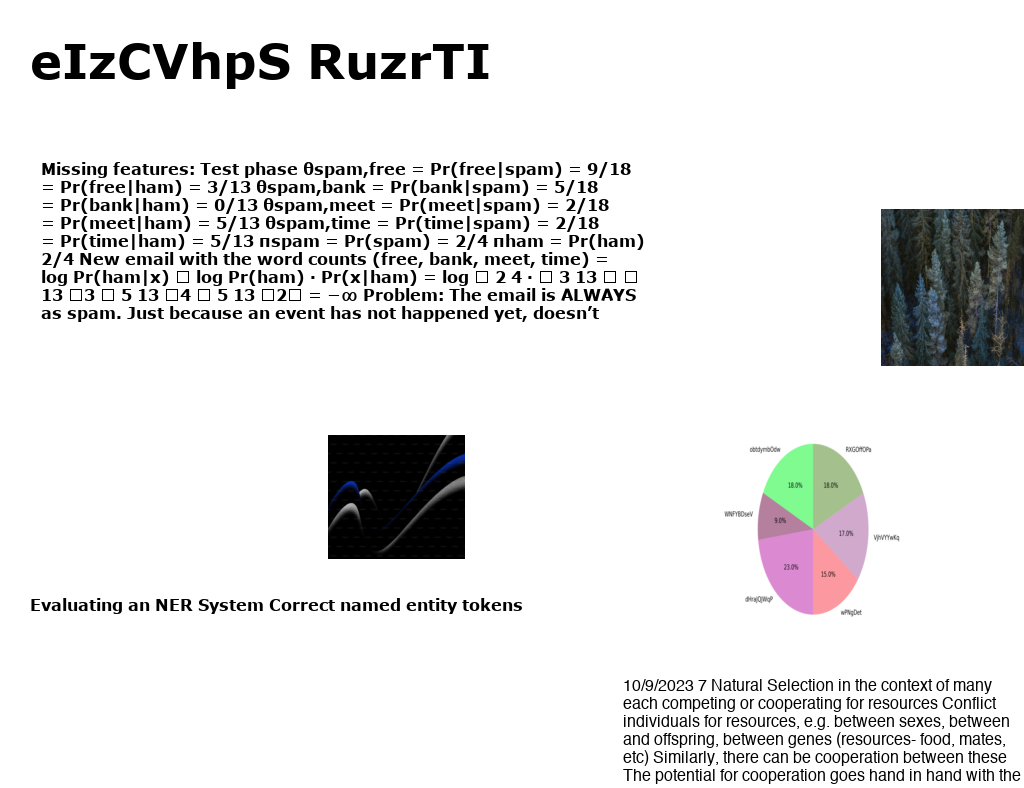 eIzCVhpS RuzrTI
Missing features: Test phase θspam,free = Pr(free|spam) = 9/18
= Pr(free|ham) = 3/13 θspam,bank = Pr(bank|spam) = 5/18
= Pr(bank|ham) = 0/13 θspam,meet = Pr(meet|spam) = 2/18
= Pr(meet|ham) = 5/13 θspam,time = Pr(time|spam) = 2/18
= Pr(time|ham) = 5/13 πspam = Pr(spam) = 2/4 πham = Pr(ham)
2/4 New email with the word counts (free, bank, meet, time) =
log Pr(ham|x) □ log Pr(ham) · Pr(x|ham) = log □ 2 4 · □ 3 13 □ □
13 □3 □ 5 13 □4 □ 5 13 □2□ = −∞ Problem: The email is ALWAYS
as spam. Just because an event has not happened yet, doesn’t
obtdymbOdw
RXGOffOPa
18.0%
18.0%
WNFYBDseV
9.0%
17.0%
VjhVYYwKq
23.0%
15.0%
dHraJOJWqP
wPNgDet
Evaluating an NER System Correct named entity tokens
10/9/2023 7 Natural Selection in the context of many
each competing or cooperating for resources Conflict
individuals for resources, e.g. between sexes, between
and offspring, between genes (resources- food, mates,
etc) Similarly, there can be cooperation between these
The potential for cooperation goes hand in hand with the